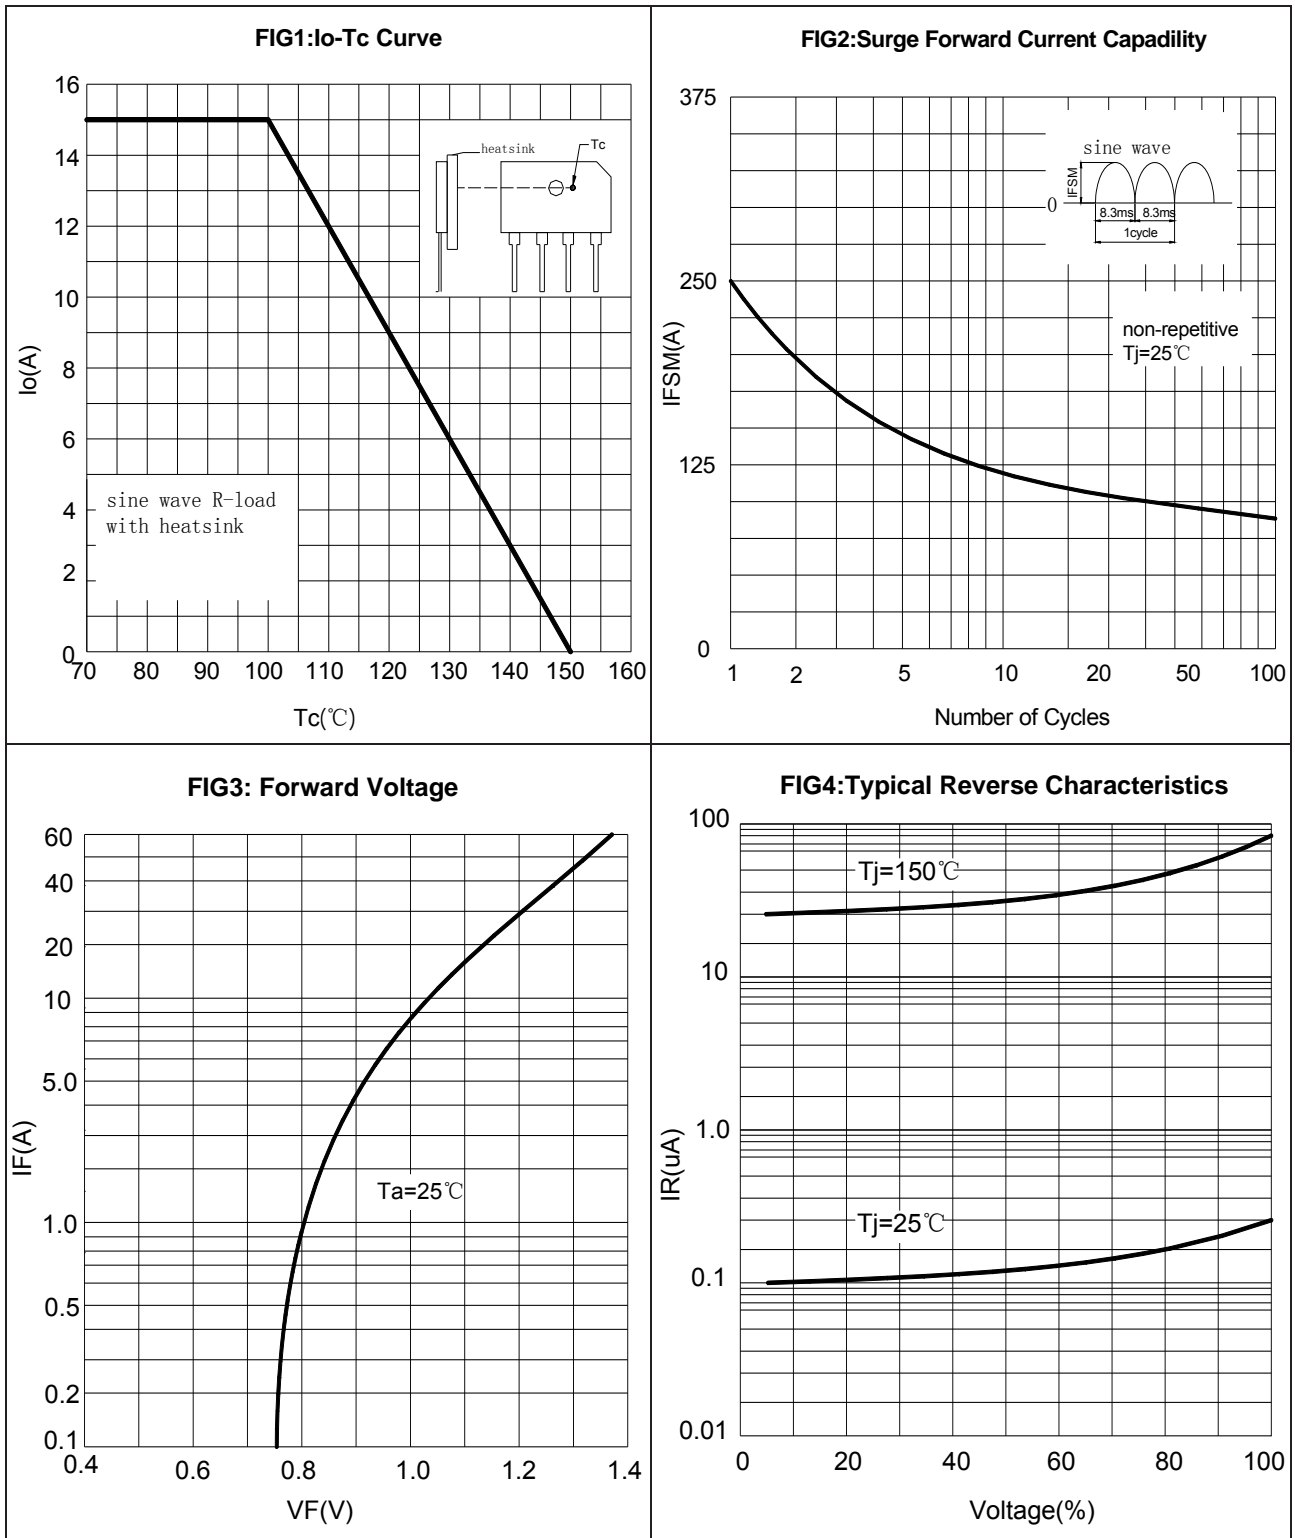 FIG1:Io-Tc Curve
16
14
12
10
8
6
4
2
0
Io(A)
heatsink
Tc
sine wave R-load
with heatsink
70 80 90 100 110 120 130 140 150 160
Tc(℃)
FIG2:Surge Forward Current Capadility
375
250
125
0
IFSM(A)
sine wave
IFSM
0
8.3ms 8.3ms
1cycle
non-repetitive
Tj=25℃
1 2 5 10 20 50 100
Number of Cycles
FIG3: Forward Voltage
60
40
20
10
5.0
1.0
0.5
0.2
0.1
IF(A)
Ta=25℃
0.4 0.6 0.8 1.0 1.2 1.4
VF(V)
FIG4:Typical Reverse Characteristics
100
10
1.0
0.1
0.01
IR(uA)
Tj=150℃
Tj=25℃
0 20 40 60 80 100
Voltage(%)